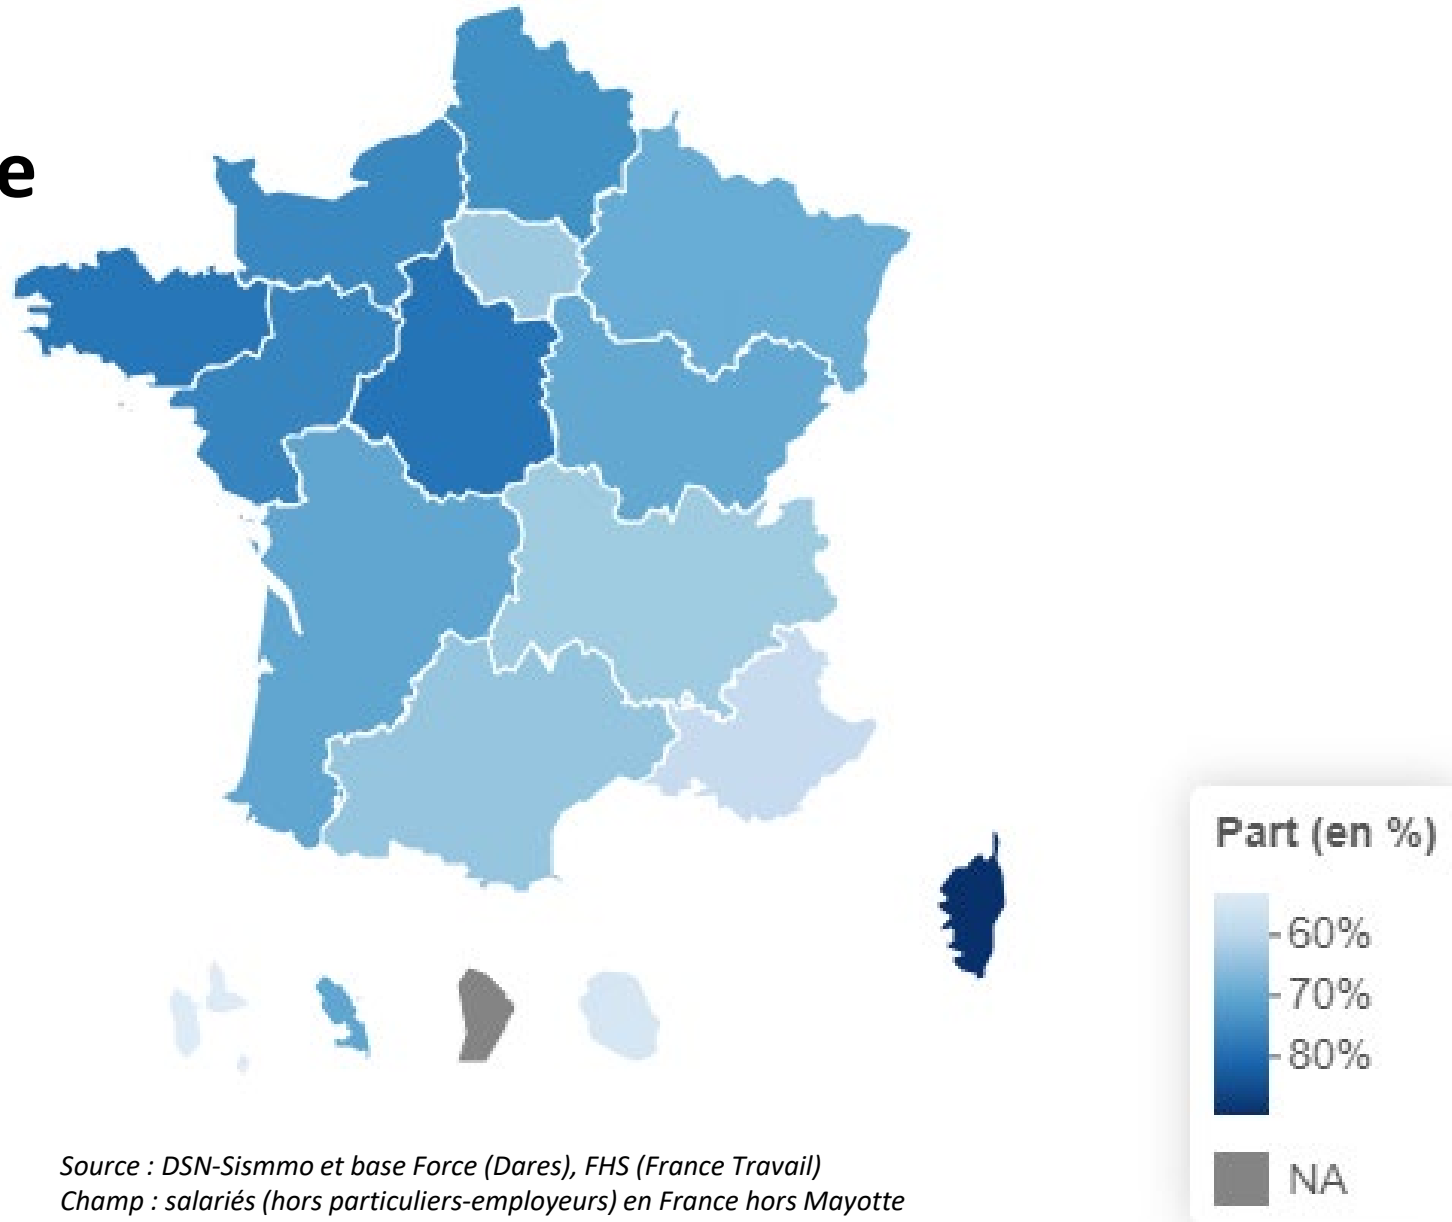 e
Part (en %)
60%
70%
80%
NA
Source : DSN-Sismmo et base Force (Dares), FHS (France Travail)
Champ : salariés (hors particuliers-employeurs) en France hors Mayotte